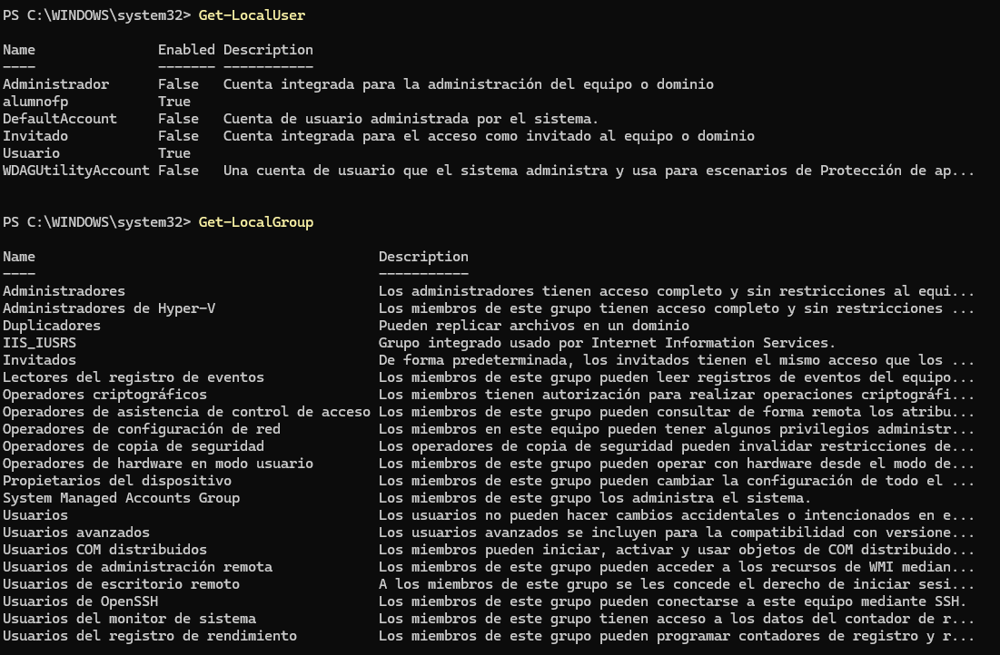 PS C:\WINDOWS\system32> Get-LocalUser
Name Enabled Description
---- ------- -----------
Administrador False Cuenta integrada para la administración del equipo o dominio
alumnofp True
DefaultAccount False Cuenta de usuario administrada por el sistema.
Invitado False Cuenta integrada para el acceso como invitado al equipo o dominio
Usuario True
WDAGUtilityAccount False Una cuenta de usuario que el sistema administra y usa para escenarios de Protección de ap...
PS C:\WINDOWS\system32> Get-LocalGroup
Name Description
---- -----------
Administradores Los administradores tienen acceso completo y sin restricciones al equi...
Administradores de Hyper-V Los miembros de este grupo tienen acceso completo y sin restricciones ...
Duplicadores Pueden replicar archivos en un dominio
IIS_IUSRS Grupo integrado usado por Internet Information Services.
Invitados De forma predeterminada, los invitados tienen el mismo acceso que los ...
Lectores del registro de eventos Los miembros de este grupo pueden leer registros de eventos del equipo...
Operadores criptográficos Los miembros tienen autorización para realizar operaciones criptográfi...
Operadores de asistencia de control de acceso Los miembros de este grupo pueden consultar de forma remota los atribu...
Operadores de configuración de red Los miembros en este equipo pueden tener algunos privilegios administr...
Operadores de copia de seguridad Los operadores de copia de seguridad pueden invalidar restricciones de...
Operadores de hardware en modo usuario Los miembros de este grupo pueden operar con hardware desde el modo de...
Propietarios del dispositivo Los miembros de este grupo pueden cambiar la configuración de todo el ...
System Managed Accounts Group Los miembros de este grupo los administra el sistema.
Usuarios Los usuarios no pueden hacer cambios accidentales o intencionados en e...
Usuarios avanzados Los usuarios avanzados se incluyen para la compatibilidad con versione...
Usuarios COM distribuidos Los miembros pueden iniciar, activar y usar objetos de COM distribuido...
Usuarios de administración remota Los miembros de este grupo pueden acceder a los recursos de WMI median...
Usuarios de escritorio remoto A los miembros de este grupo se les concede el derecho de iniciar sesi...
Usuarios de OpenSSH Los miembros de este grupo pueden conectarse a este equipo mediante SSH.
Usuarios del monitor de sistema Los miembros de este grupo tienen acceso a los datos del contador de r...
Usuarios del registro de rendimiento Los miembros de este grupo pueden programar contadores de registro y r...